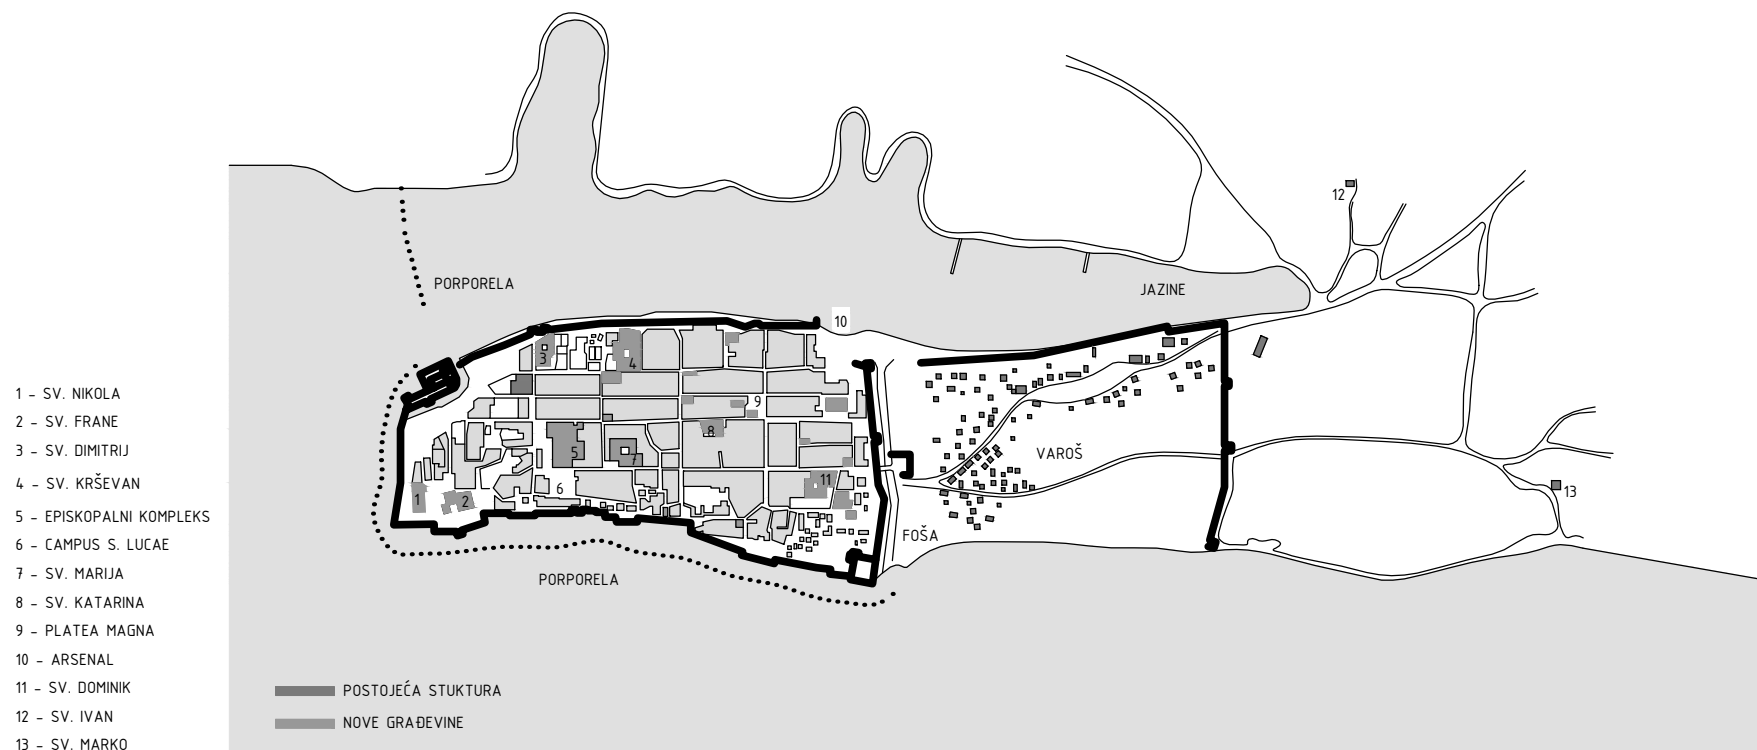 12
PORPORELA
JAZINE
10
3
4
1 - SV. NIKOLA
9
2 - SV. FRANE
8
3 - SV. DIMITRIJ
5
7
VAROŠ
4 - SV. KRŠEVAN
11
6
13
1
2
5 - EPISKOPALNI KOMPLEKS
FOŠA
6 - CAMPUS S. LUCAE
7 - SV. MARIJA
PORPORELA
8 - SV. KATARINA
9 - PLATEA MAGNA
10 - ARSENAL
11 - SV. DOMINIK
POSTOJEĆA STUKTURA
12 - SV. IVAN
NOVE GRAĐEVINE
13 - SV. MARKO